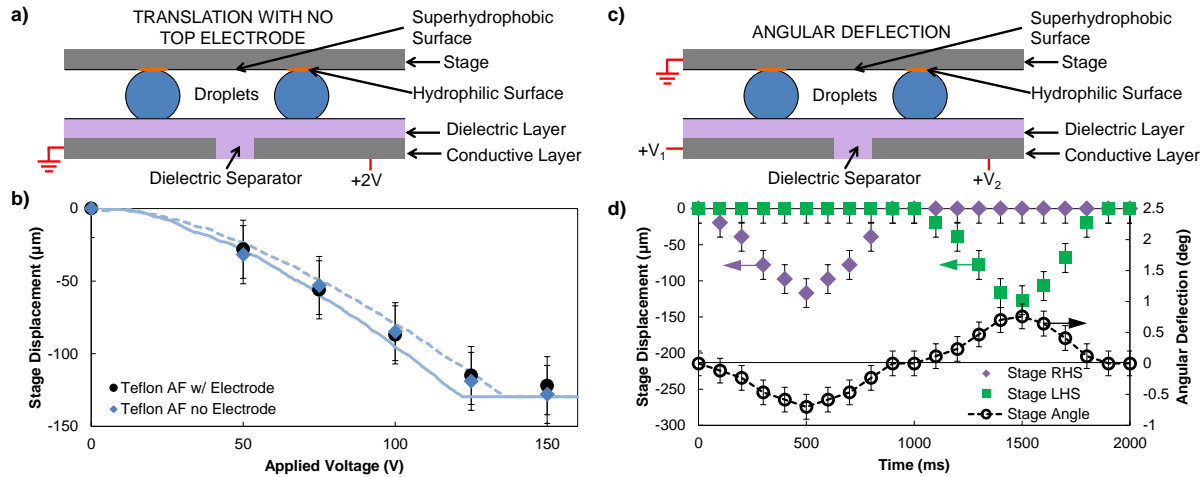 a)
TRANSLATION WITH NO
TOP ELECTRODE
Superhydrophobic
Surface
Stage
Droplets
Hydrophilic Surface
Dielectric Layer
Conductive Layer
Dielectric Separator
+2V
c)
ANGULAR DEFLECTION
Superhydrophobic
Surface
Stage
Droplets
Hydrophilic Surface
Dielectric Layer
+V1
Conductive Layer
Dielectric Separator
+V2
b)
Stage Displacement (µm)
0
-50
-100
-150
Teflon AF w/ Electrode
Teflon AF no Electrode
0
50
100
150
Applied Voltage (V)
d)
Stage Displacement (µm)
0
-50
-100
-150
-200
-250
-300
Stage RHS
Stage LHS
Stage Angle
2.5
2
1.5
1
0.5
0
-0.5
-1
Angular Deflection (deg)
0
500
1000
1500
2000
Time (ms)